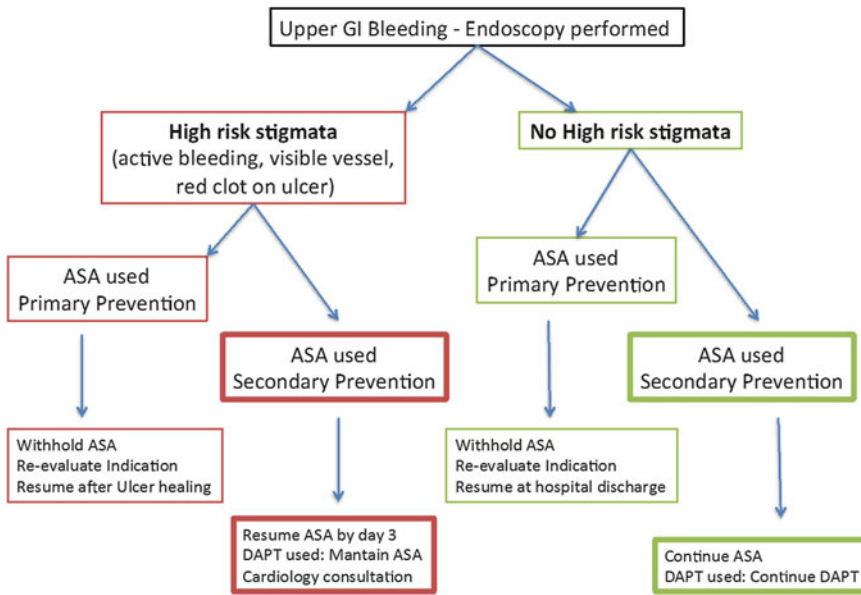 Upper GI Bleeding - Endoscopy performed
High risk stigmata
(active bleeding, visible vessel,
red clot on ulcer)
No High risk stigmata
ASA used
Primary Prevention
ASA used
Secondary Prevention
ASA used
Primary Prevention
ASA used
Secondary Prevention
Withhold ASA
Re-evaluate Indication
Resume after Ulcer healing
Resume ASA by day 3
DAPT used: Mantain ASA
Cardiology consultation
Withhold ASA
Re-evaluate Indication
Resume at hospital discharge
Continue ASA
DAPT used: Continue DAPT